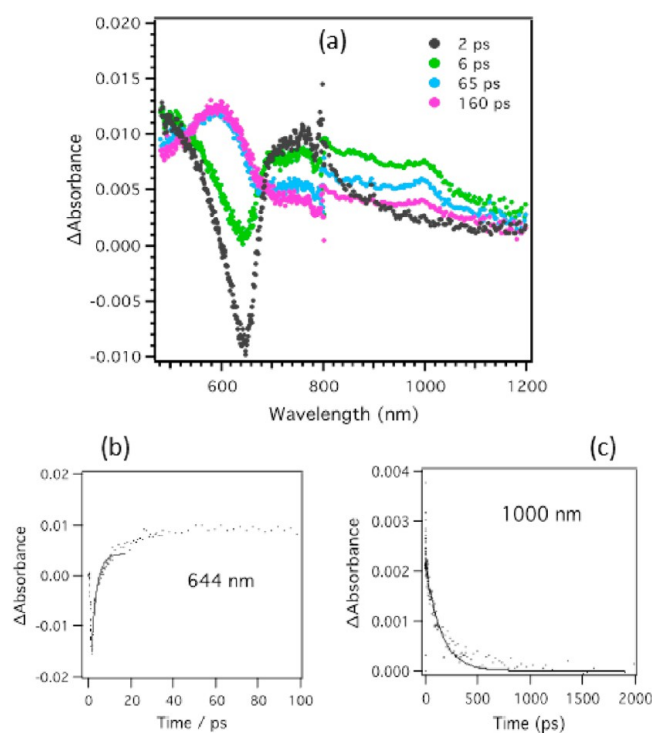 (a)
2 ps
6 ps
65 ps
160 ps
0.020
0.015
0.010
0.005
0.000
-0.005
-0.010
ΔAbsorbance
600
800
1000
1200
Wavelength (nm)
(b)
0.02
0.01
0.00
-0.01
-0.02
ΔAbsorbance
644 nm
0
20
40
60
80
100
Time / ps
(c)
0.004
0.003
0.002
0.001
0.000
ΔAbsorbance
1000 nm
0
500
1000
1500
2000
Time (ps)